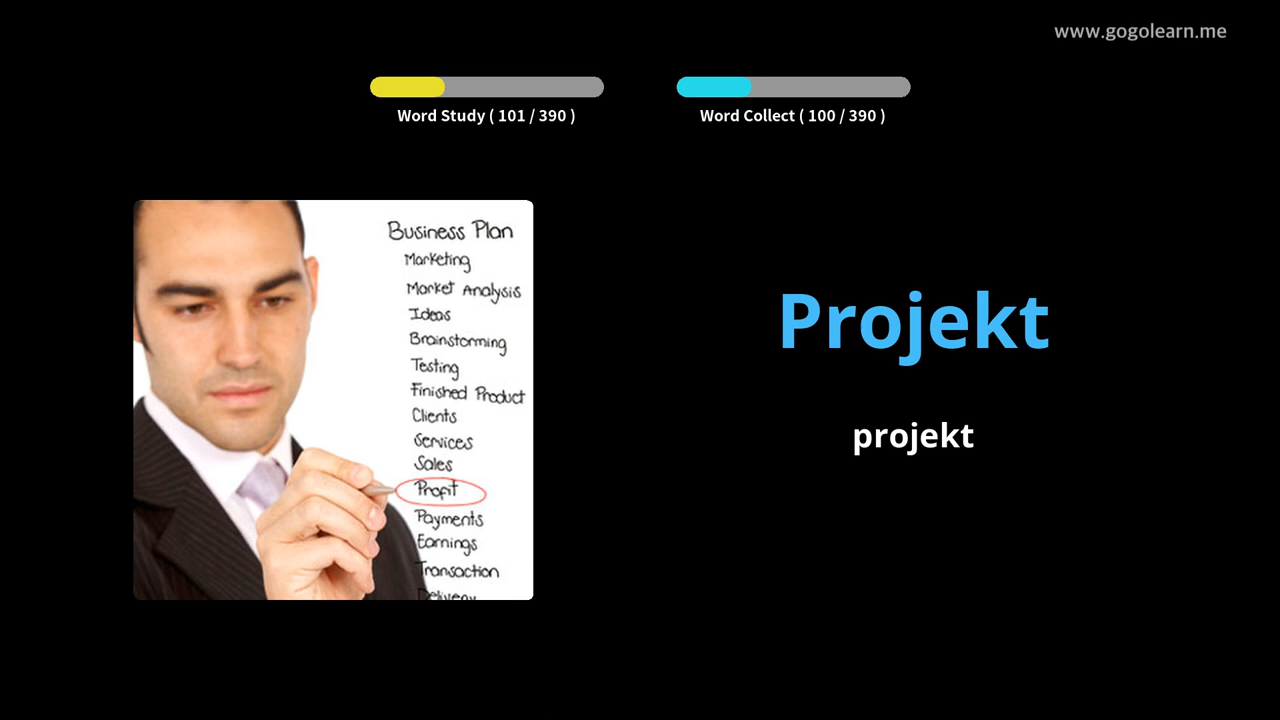 www.gogolearn.me
Word Study ( 101 / 390 )
Word Collect ( 100 / 390 )
Business Plan
Marketing
Market Analysis
Ideas
Brainstorming
Testing
Finished Product
Clients
Services
Sales
Profit
Payments
Earnings
Transaction
Delivery
Projekt
projekt